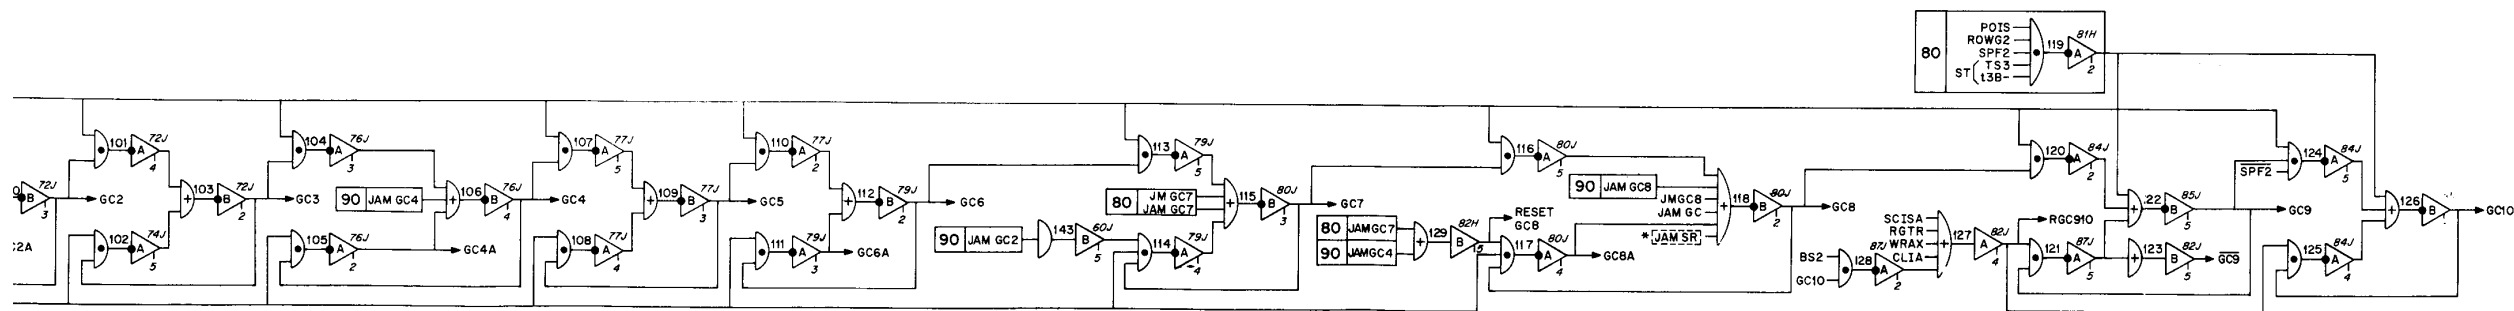 80
POIS
ROWG2
SPF2
ST
TS3
t3B-
119
A
81H
2
B
72J
3
GC2
101
A
72J
4
102
A
74J
5
103
B
72J
2
GC3
104
A
76J
3
105
A
76J
2
90 JAM GC4
106
B
76J
4
GC4
GC4A
107
A
77J
5
108
A
77J
4
109
B
77J
3
GC5
110
A
77J
2
111
A
79J
3
112
B
79J
2
GC6
GC6A
90 JAM GC2
143
B
60J
5
113
A
79J
5
114
A
79J
4
80 JM GC7
JAM GC7
115
B
80J
3
GC7
80 JAMGC7
90 JAMGC4
129
B
82H
5
RESET
GC8
116
A
80J
5
117
A
80J
4
GC8A
90 JAM GC8
JMGC8
JAM GC
* JAM SR
118
B
80J
2
GC8
BS2
GC10
128
A
87J
2
SCISA
RGTR
WRAX
CLIA
127
A
82J
4
RGC910
120
A
84J
2
121
A
87J
5
22
B
85J
5
GC9
123
B
82J
5
G̅C̅9̅
S̅P̅F̅2̅
124
A
84J
5
125
A
84J
4
126
B
GC10